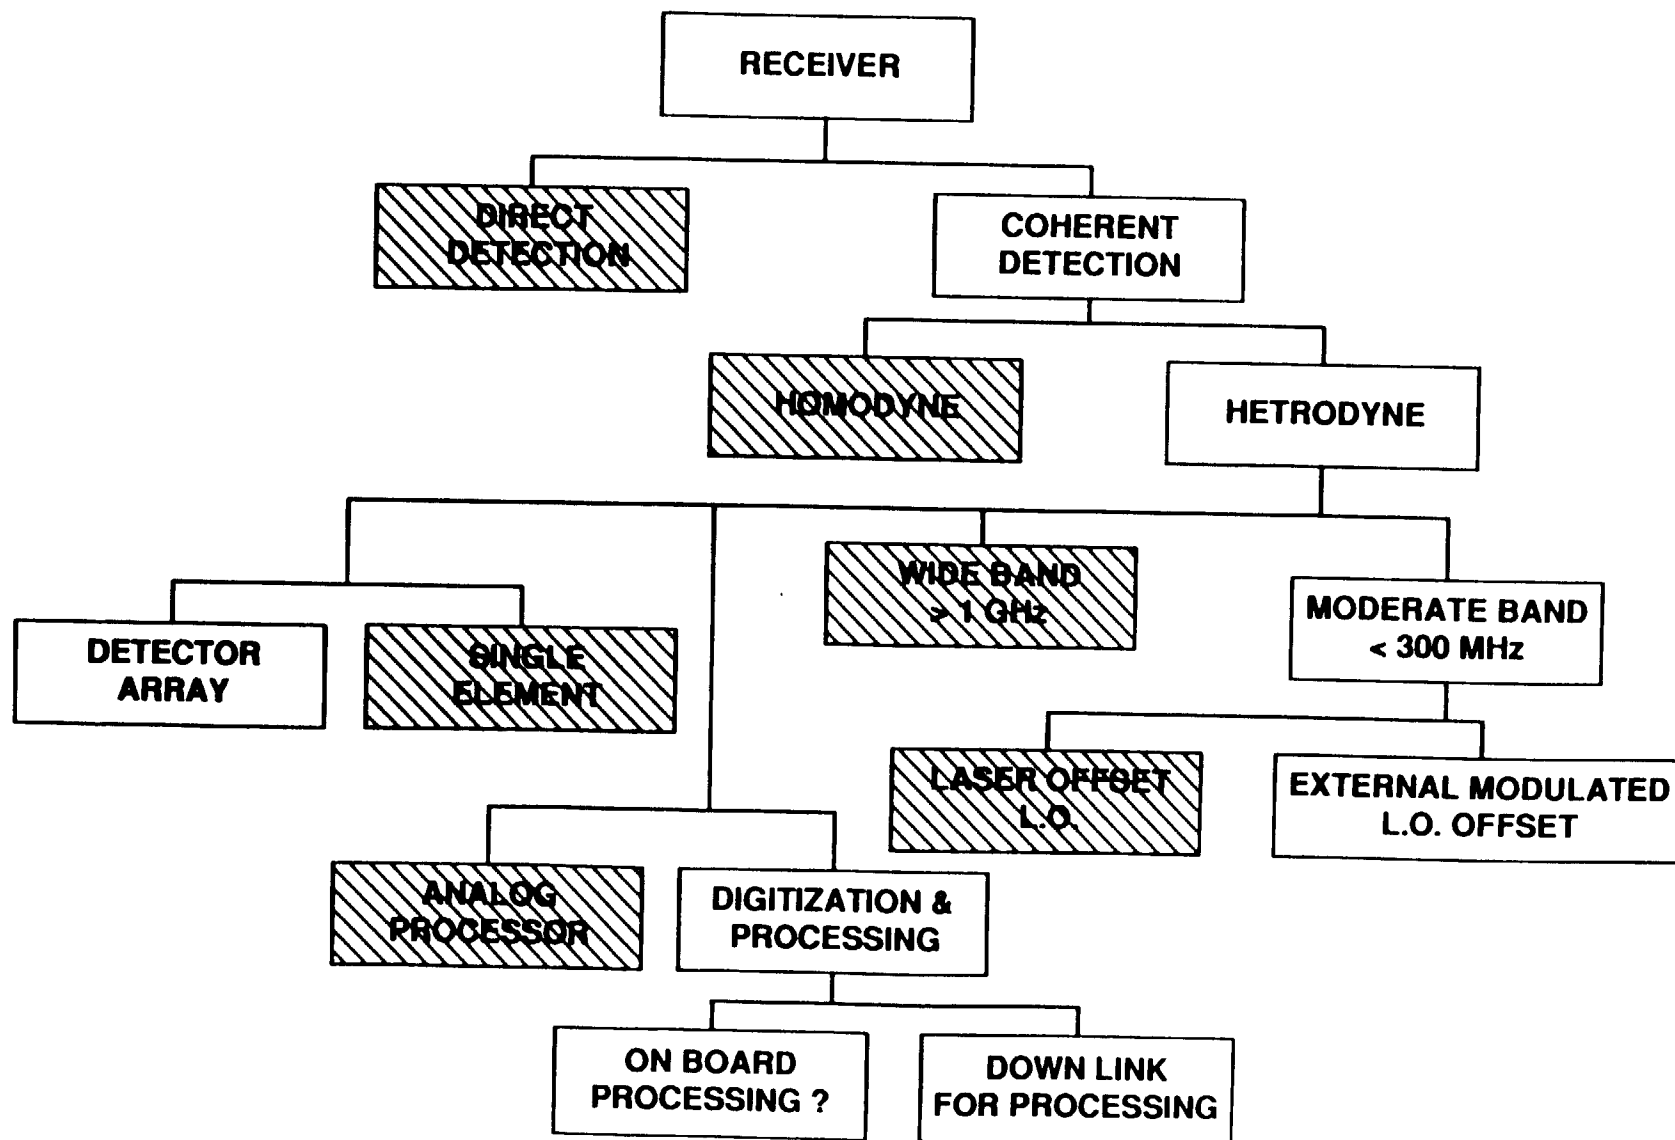 RECEIVER
DIRECT
DETECTION
COHERENT
DETECTION
HOMODYNE
HETRODYNE
WIDE BAND
> 1 GHz
MODERATE BAND
< 300 MHz
DETECTOR
ARRAY
SINGLE
ELEMENT
LASER OFFSET
L.O.
EXTERNAL MODULATED
L.O. OFFSET
ANALOG
PROCESSOR
DIGITIZATION &
PROCESSING
ON BOARD
PROCESSING ?
DOWN LINK
FOR PROCESSING